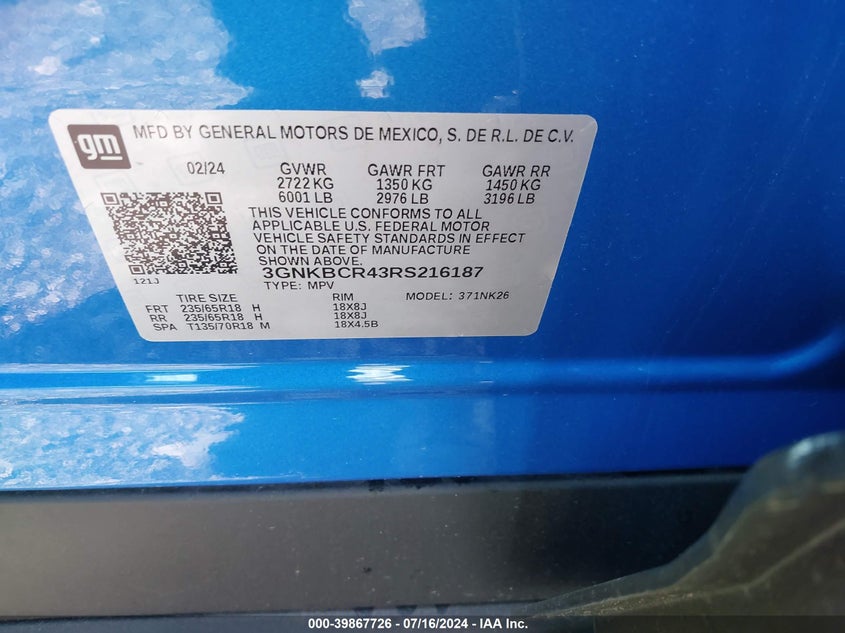 gm
MFD BY GENERAL MOTORS DE MEXICO, S. DE R.L. DE C.V.
02/24 GVWR GAWR FRT GAWR RR
2722 KG 1350 KG 1450 KG
6001 LB 2976 LB 3196 LB
THIS VEHICLE CONFORMS TO ALL
APPLICABLE U.S. FEDERAL MOTOR
VEHICLE SAFETY STANDARDS IN EFFECT
ON THE DATE OF MANUFACTURE
SHOWN ABOVE.
3GNKBCR43RS216187
121J
TYPE: MPV MODEL: 371NK26
TIRE SIZE RIM
FRT 235/65R18 H 18X8J
RR 235/65R18 H 18X8J
SPA T135/70R18 M 18X4.5B
000-39867726 - 07/16/2024 - IAA Inc.